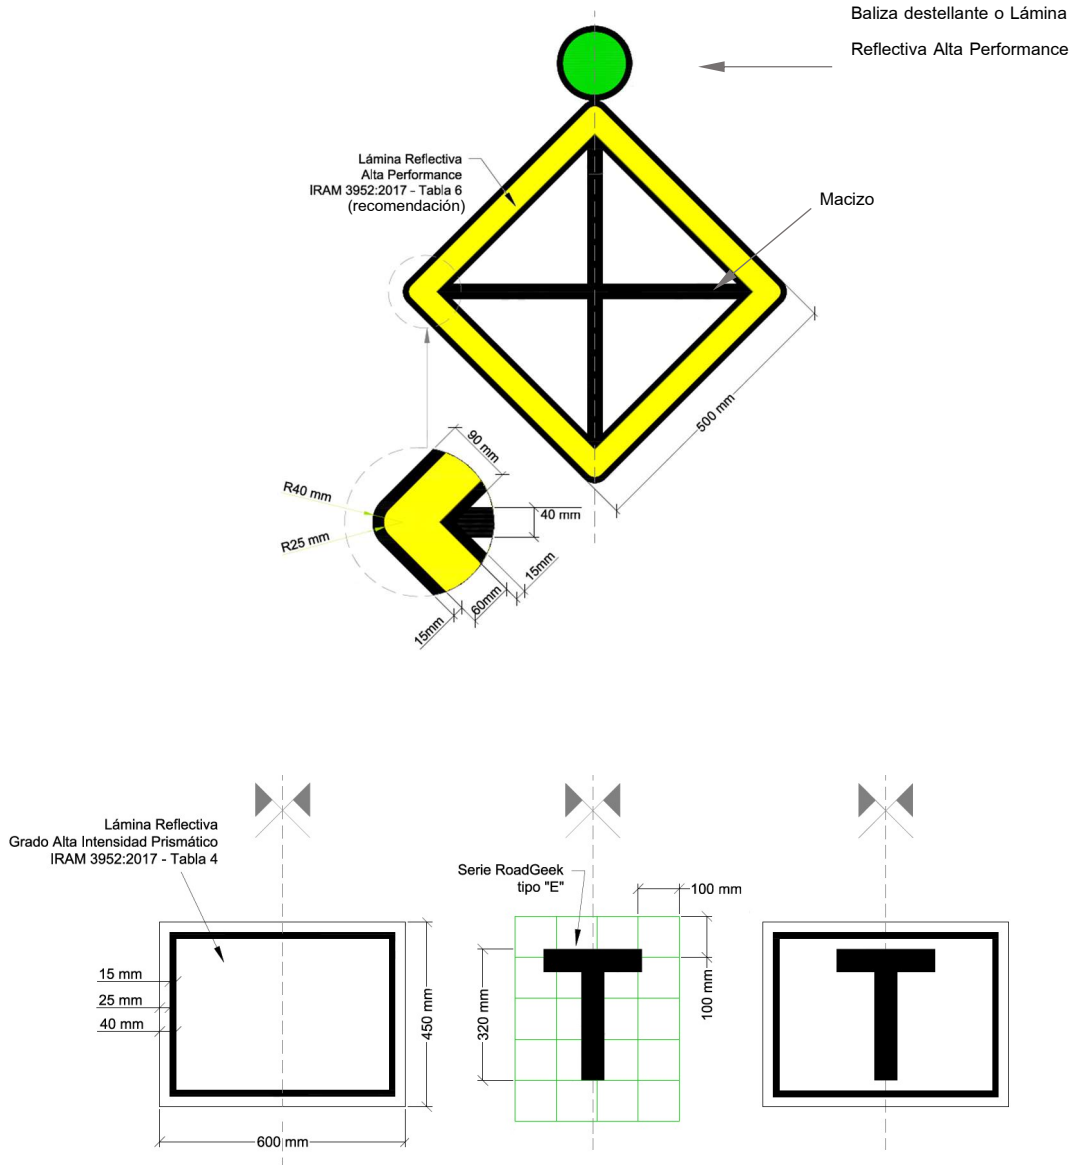 Baliza destellante o Lámina
Reflectiva Alta Performance
Lámina Reflectiva
Alta Performance
IRAM 3952:2017 - Tabla 6
(recomendación)
Macizo
500 mm
90 mm
R40 mm
R25 mm
40 mm
15mm
60mm
15mm
Lámina Reflectiva
Grado Alta Intensidad Prismático
IRAM 3952:2017 - Tabla 4
15 mm
25 mm
40 mm
450 mm
600 mm
Serie RoadGeek
tipo "E"
100 mm
100 mm
320 mm
T
T